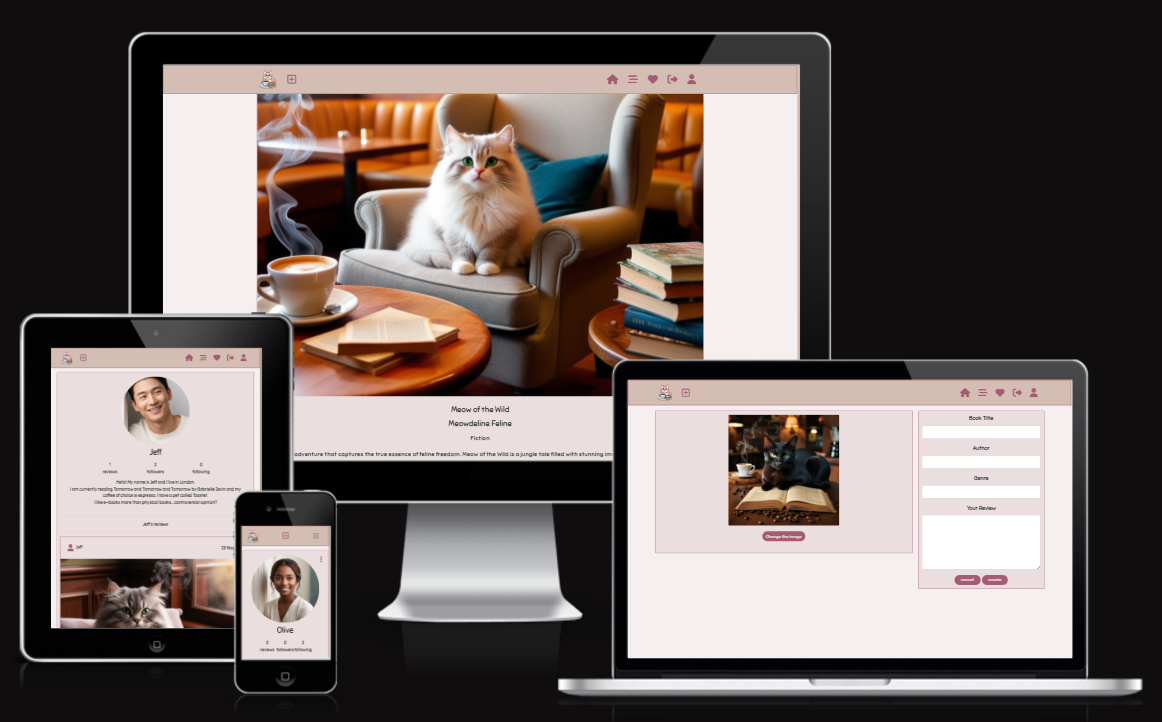 Meow of the Wild
Meowdeline Feline
Fiction
adventure that captures the true essence of feline freedom. Meow of the Wild is a jungle tale filled with stunning im
Jeff
1 2 0
reviews followers following
Hello! My name is Jeff and I live in London.
I am currently reading Tomorrow and Tomorrow and Tomorrow by Gabrielle Zevin and my
coffee of choice is espresso. I have a pet called Toaster.
I like e-books more than physical books...controversial opinion?
Jeff's reviews
Jeff
23 Nov
Olive
3 0 2
reviews followers following
Change the image
Book Title
Author
Genre
Your Review
cancel create